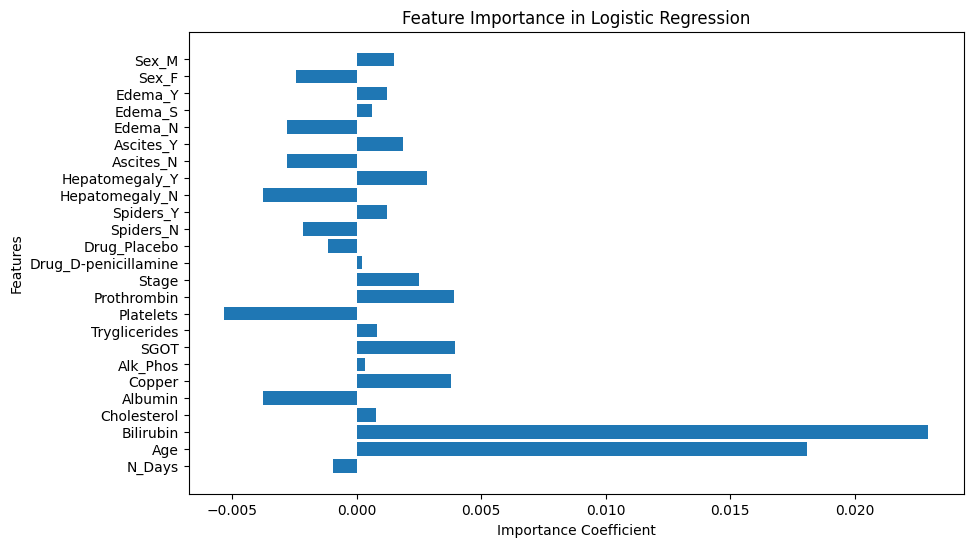 Feature Importance in Logistic Regression
Sex_M
Sex_F
Edema_Y
Edema_S
Edema_N
Ascites_Y
Ascites_N
Hepatomegaly_Y
Hepatomegaly_N
Spiders_Y
Spiders_N
Drug_Placebo
Drug_D-penicillamine
Stage
Prothrombin
Platelets
Tryglicerides
SGOT
Alk_Phos
Copper
Albumin
Cholesterol
Bilirubin
Age
N_Days
Features
−0.005 0.000 0.005 0.010 0.015 0.020
Importance Coefficient